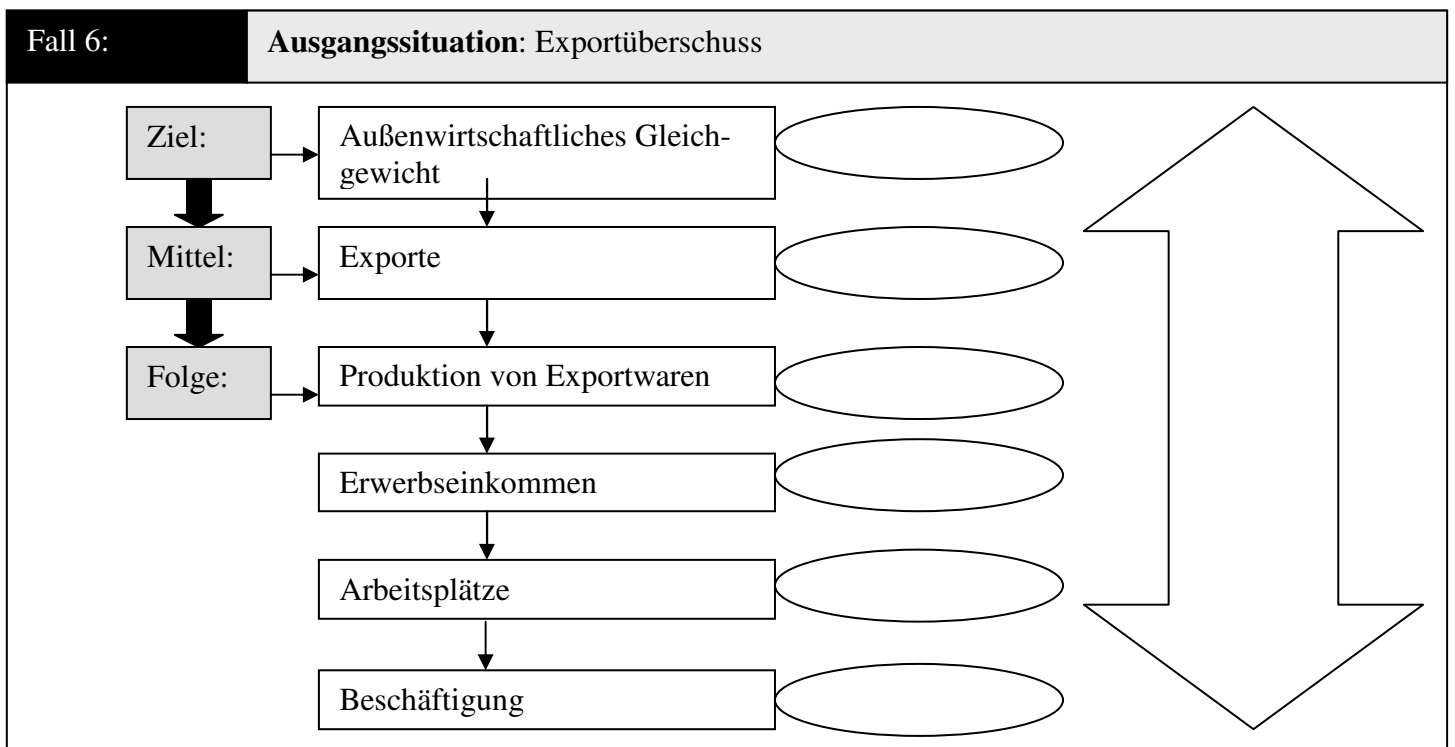 Fall 6:
Ausgangssituation: Exportüberschuss
Ziel:
Außenwirtschaftliches Gleich-
gewicht
Mittel:
Exporte
Folge:
Produktion von Exportwaren
Erwerbseinkommen
Arbeitsplätze
Beschäftigung